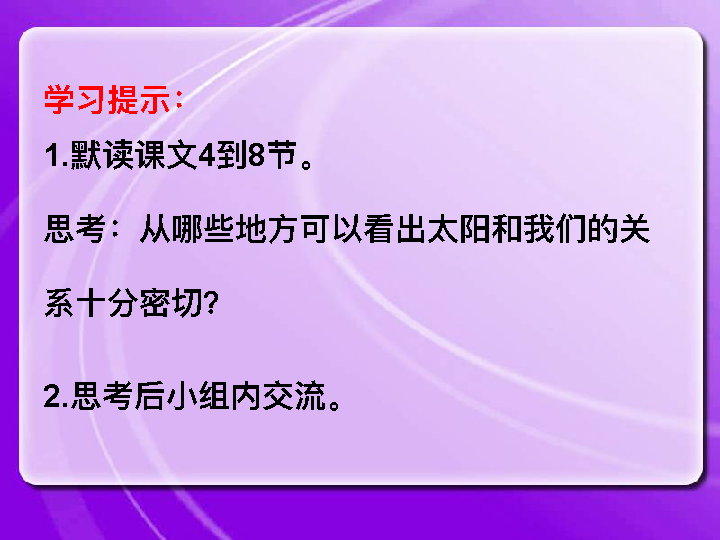 学习提示：
1.默读课文4到8节。
思考：从哪些地方可以看出太阳和我们的关
系十分密切?
2.思考后小组内交流。